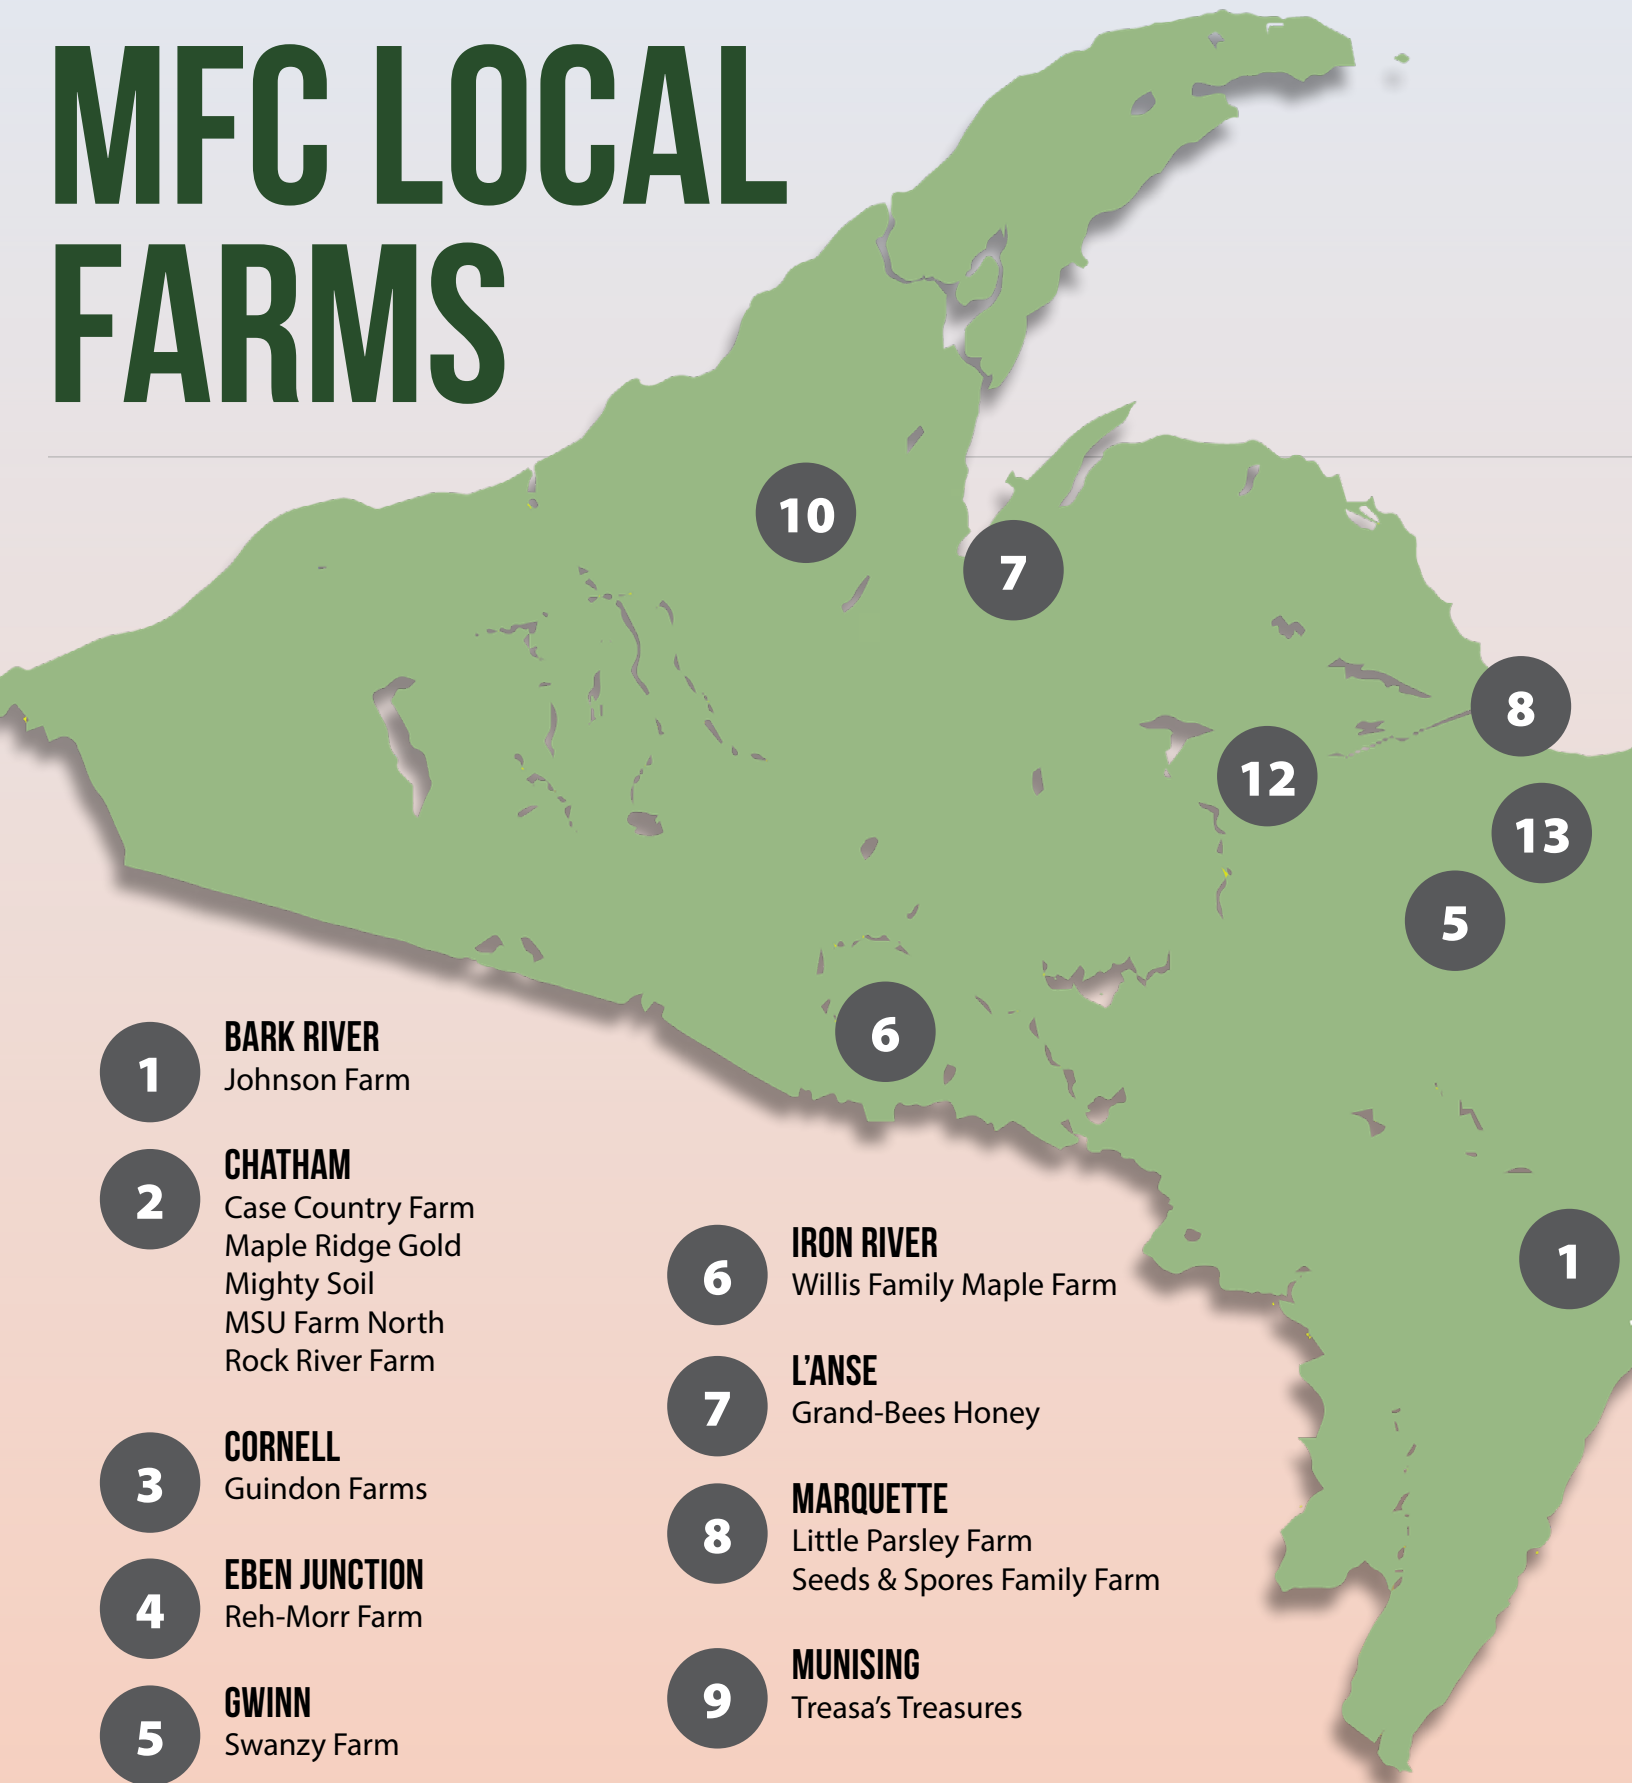 MFC LOCAL
FARMS
10
7
8
12
13
5
6
1
1
BARK RIVER
Johnson Farm
2
CHATHAM
Case Country Farm
Maple Ridge Gold
Mighty Soil
MSU Farm North
Rock River Farm
3
CORNELL
Guindon Farms
4
EBEN JUNCTION
Reh-Morr Farm
5
GWINN
Swanzy Farm
6
IRON RIVER
Willis Family Maple Farm
7
L'ANSE
Grand-Bees Honey
8
MARQUETTE
Little Parsley Farm
Seeds & Spores Family Farm
9
MUNISING
Treasa's Treasures